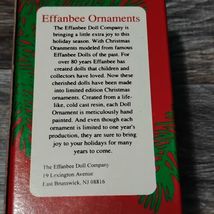 Effanbee Ornaments
The Effanbee Doll Company is
bringing a little extra joy to this
holiday season. With Christmas
Oranments modeled from famous
Effanbee Dolls of the past. For
over 80 years Effanbee has
created dolls that children and
collectors have loved. Now these
cherished dolls have been made
into limited edition Christmas
Ornaments. Created from a life-
like, cold cast resin, each Doll
Ornament is meticulously hand
painted. And even though each
ornament is limited to one year's
production, they are sure to bring
joy to your holidays for many
years to come.
The Effanbee Doll Company
19 Lexington Avenue
East Brunswick, NJ 08816